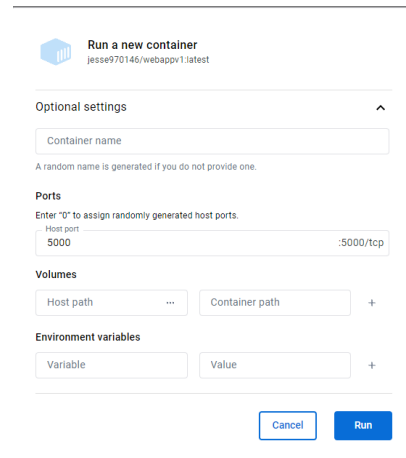 Run a new container
jesse970146/webappv1:latest
Optional settings
Container name
A random name is generated if you do not provide one.
Ports
Enter "0" to assign randomly generated host ports.
Host port
5000 :5000/tcp
Volumes
Host path ··· Container path +
Environment variables
Variable Value +
Cancel Run